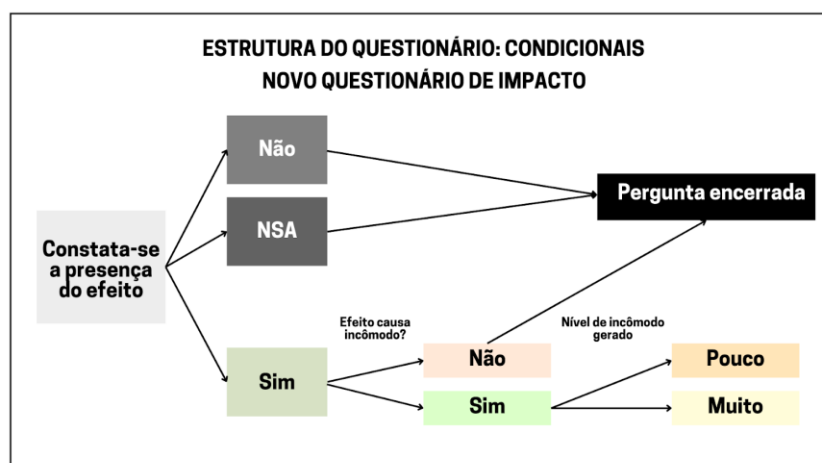 ESTRUTURA DO QUESTIONÁRIO: CONDICIONAIS
NOVO QUESTIONÁRIO DE IMPACTO
Não
NSA
Pergunta encerrada
Constata-se
a presença
do efeito
Sim
Efeito causa
incômodo?
Não
Sim
Nível de incômodo
gerado
Pouco
Muito